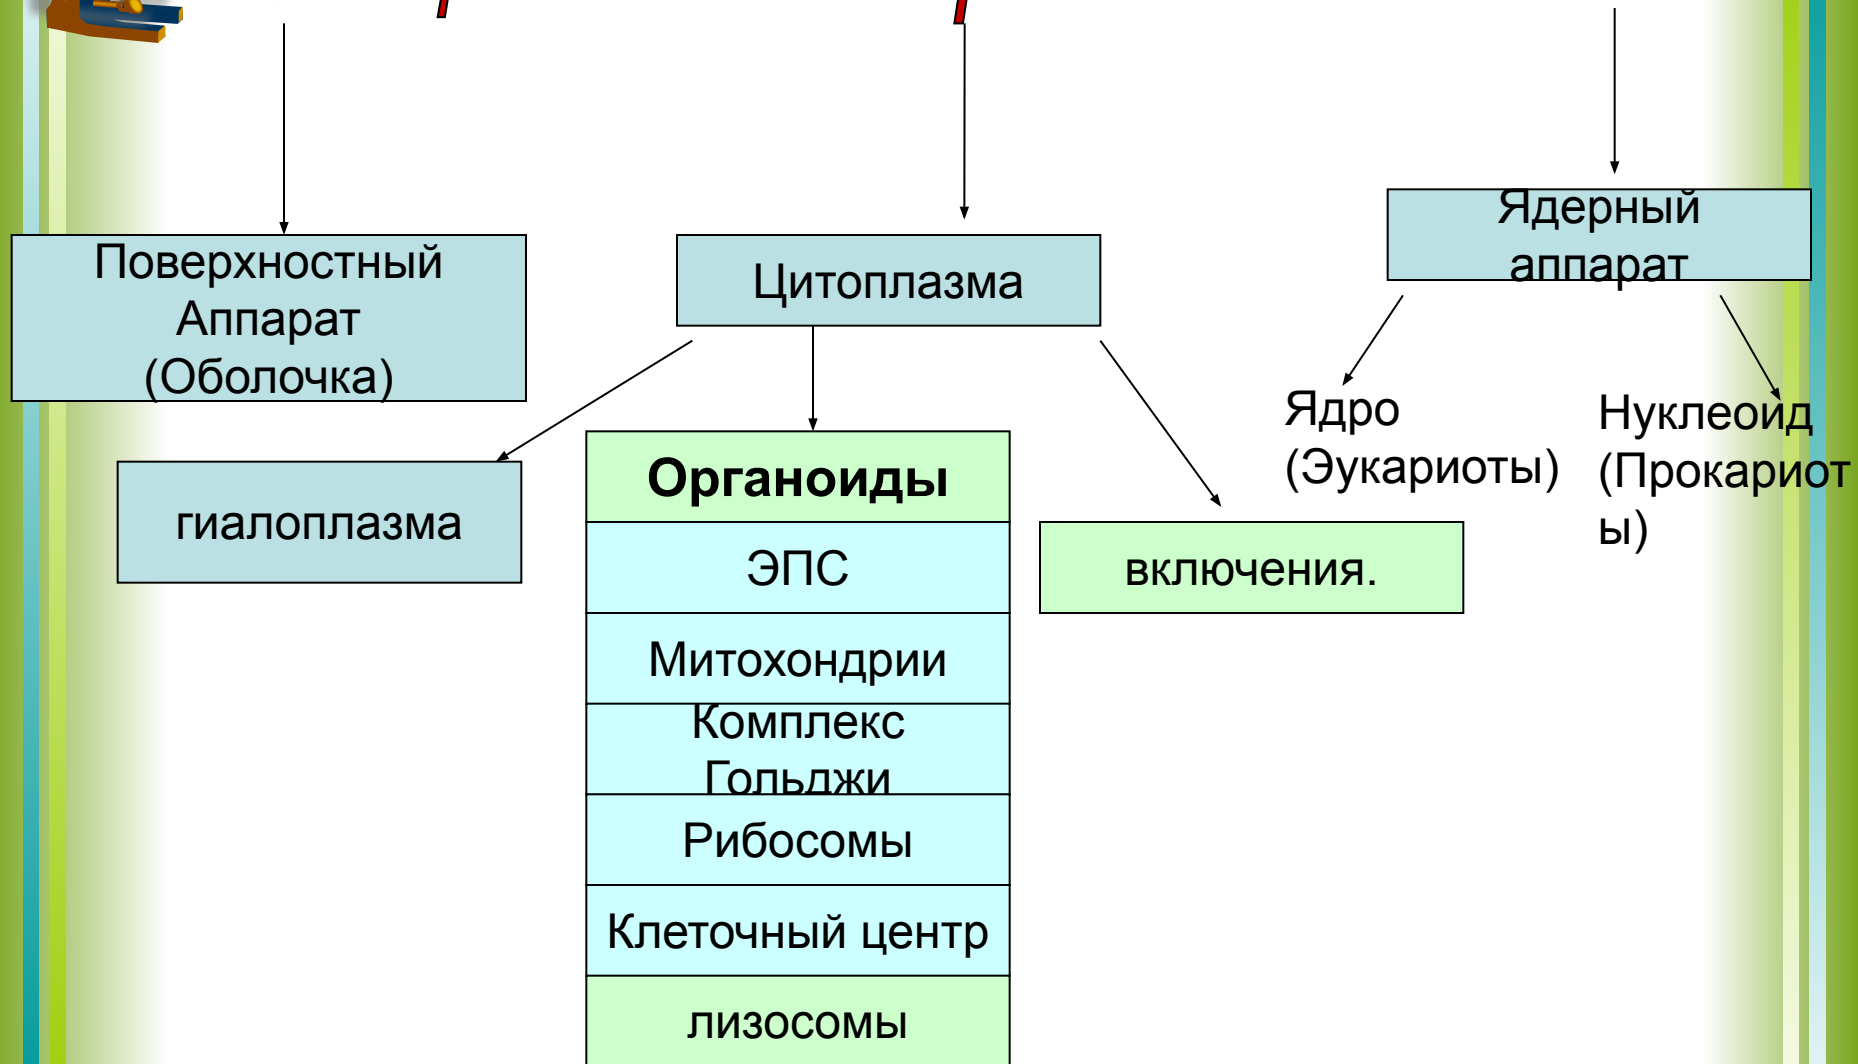 Поверхностный
Аппарат
(Оболочка)
Цитоплазма
Ядерный
аппарат
Ядро
(Эукариоты)
Нуклеоид
(Прокариот
ы)
гиалоплазма
Органоиды
ЭПС
Митохондрии
Комплекс
Гольджи
Рибосомы
Клеточный центр
лизосомы
включения.